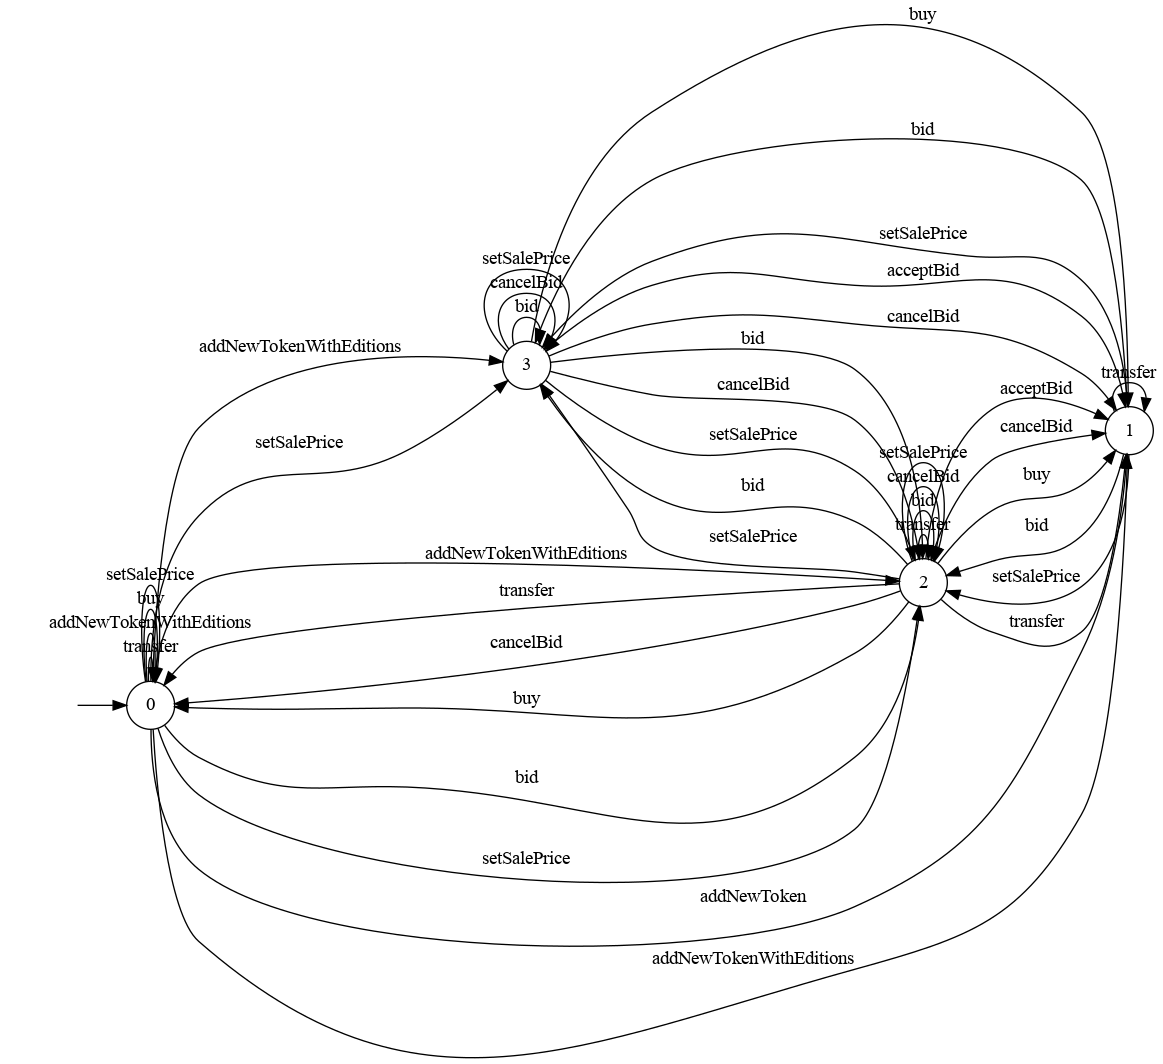 buy
bid
setSalePrice
acceptBid
setSalePrice
cancelBid
bid
cancelBid
bid
addNewTokenWithEditions
3
transfer
cancelBid
acceptBid
1
setSalePrice
cancelBid
setSalePrice
setSalePrice
cancelBid
buy
bid
bid
transfer
bid
setSalePrice
addNewTokenWithEditions
setSalePrice
buy
addNewTokenWithEditions
transfer
transfer
2
setSalePrice
transfer
cancelBid
buy
0
bid
setSalePrice
addNewToken
addNewTokenWithEditions